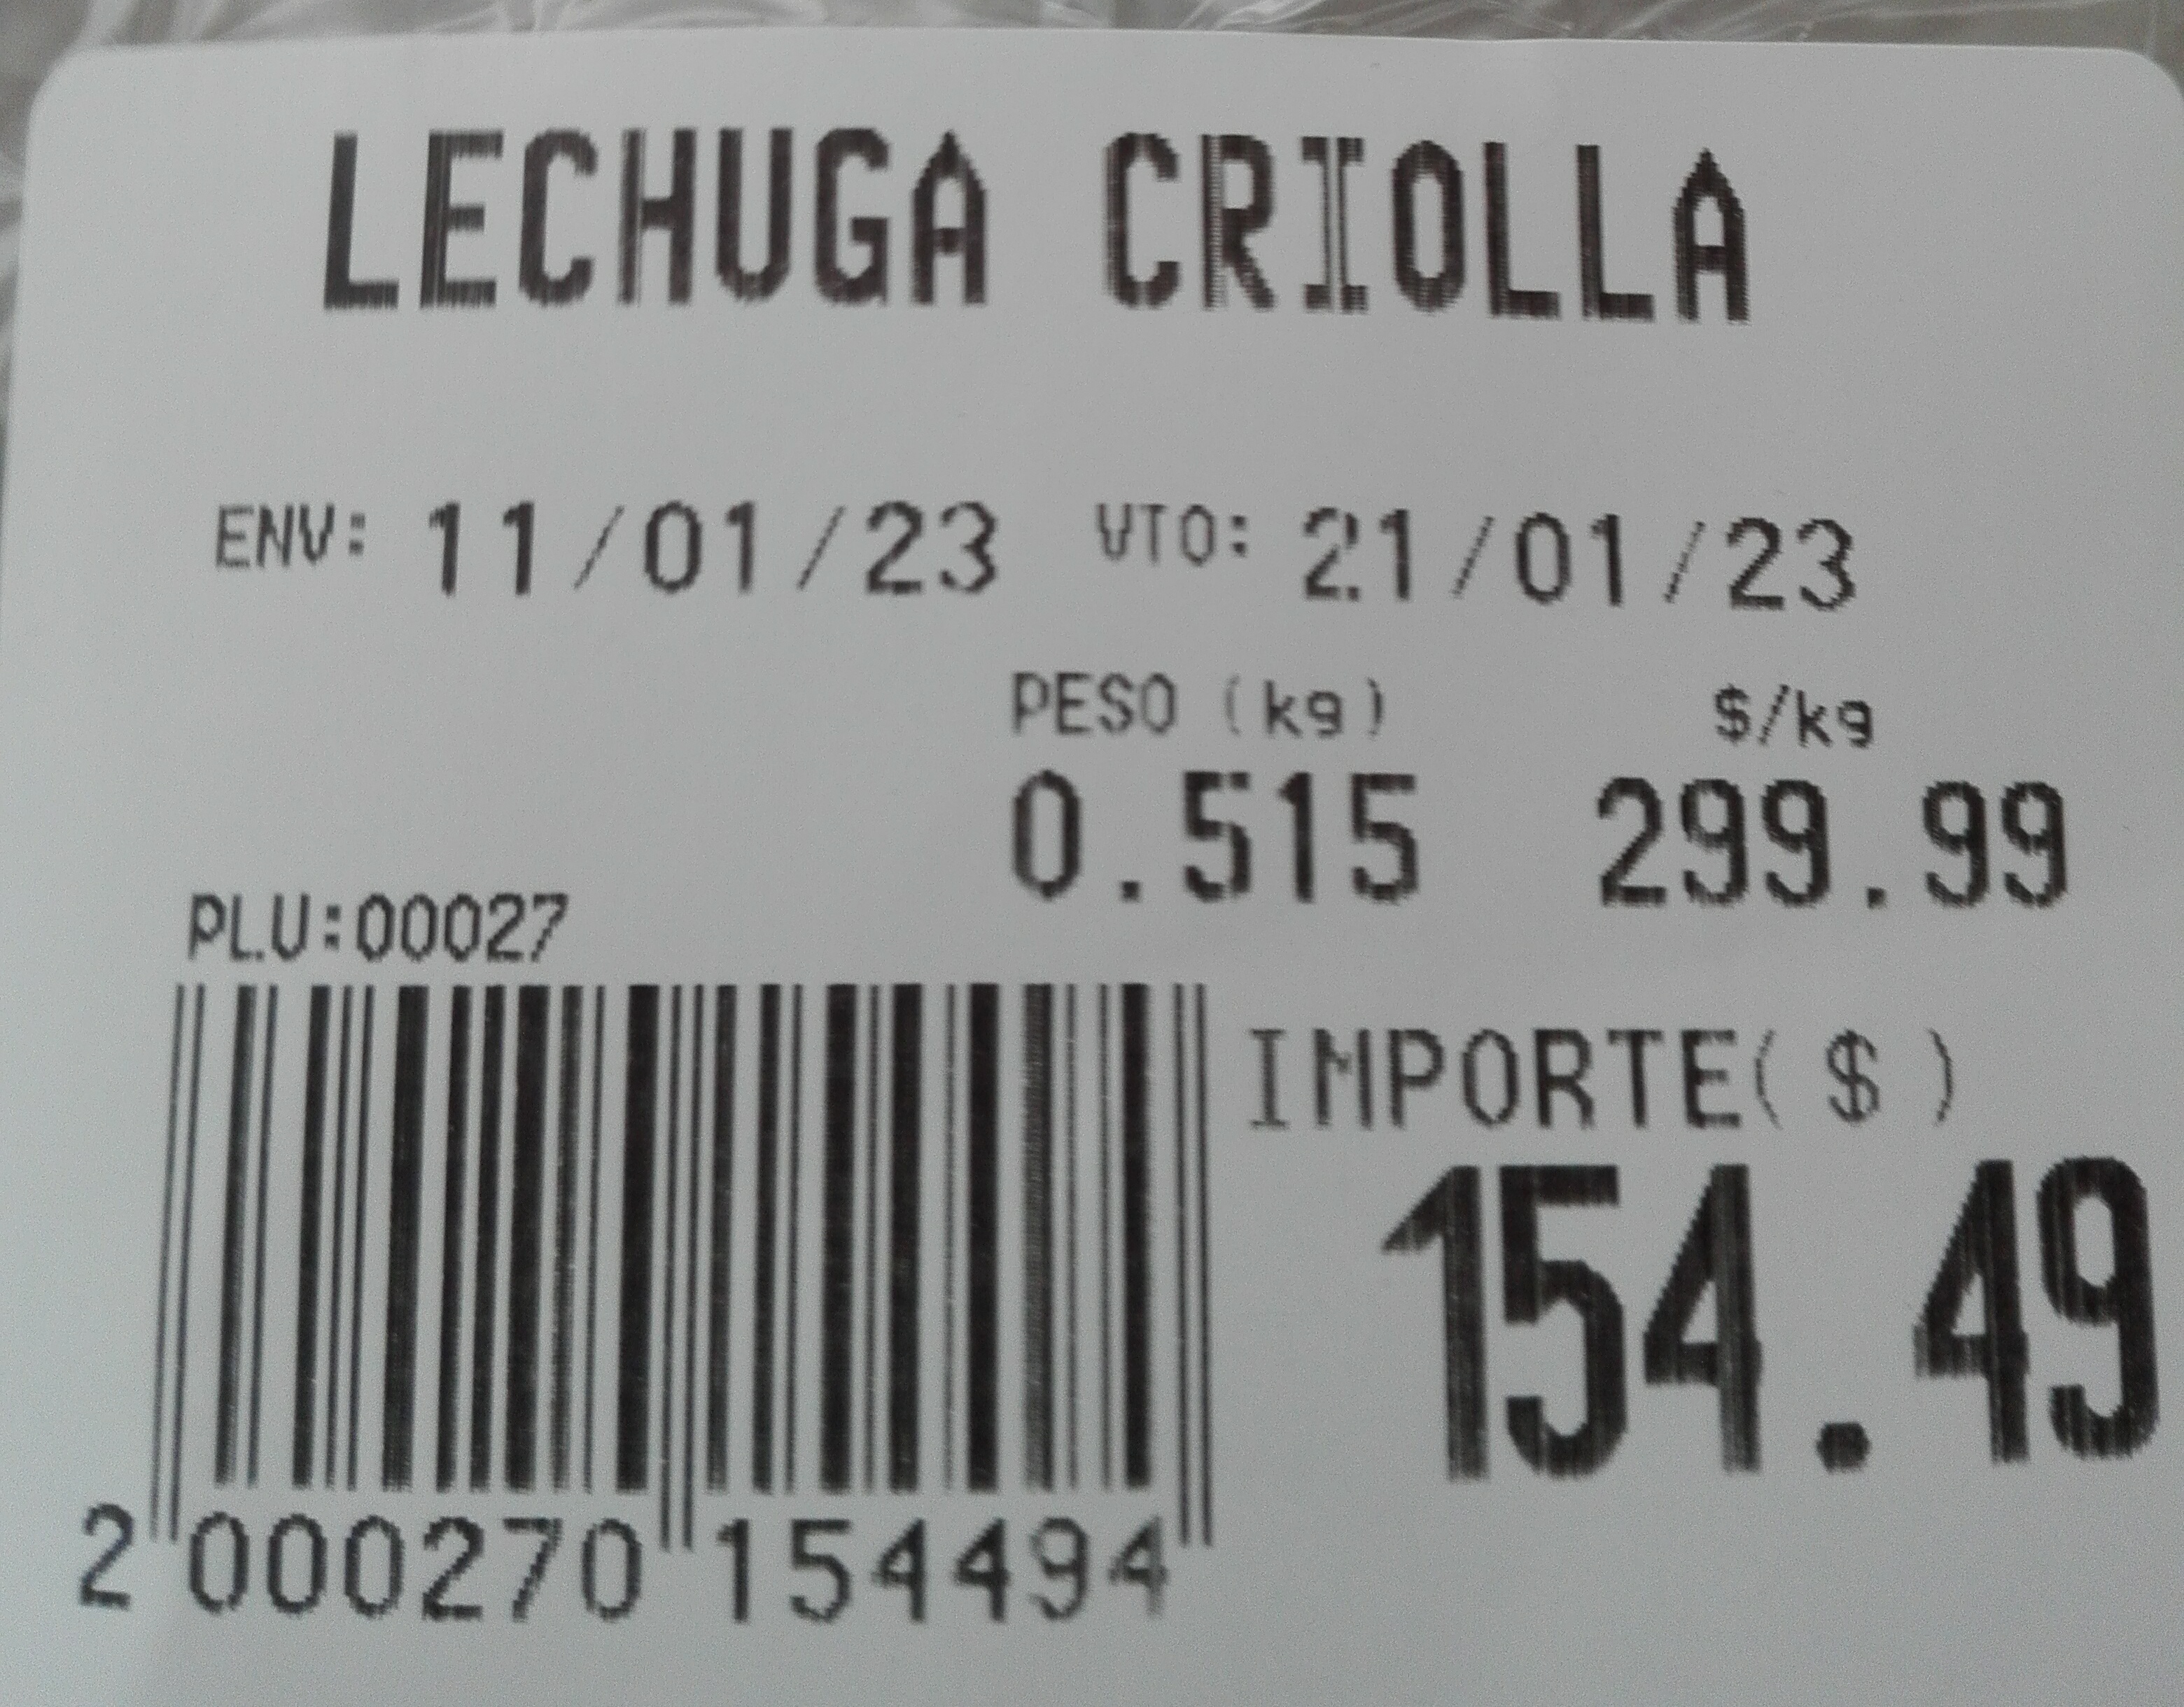 LECHUGA CRIOLLA
ENV: 11/01/23 VTO: 21/01/23
PESO (kg) $/kg
0.515 299.99
PLU:00027
IMPORTE($)
154.49
2 000270 154494